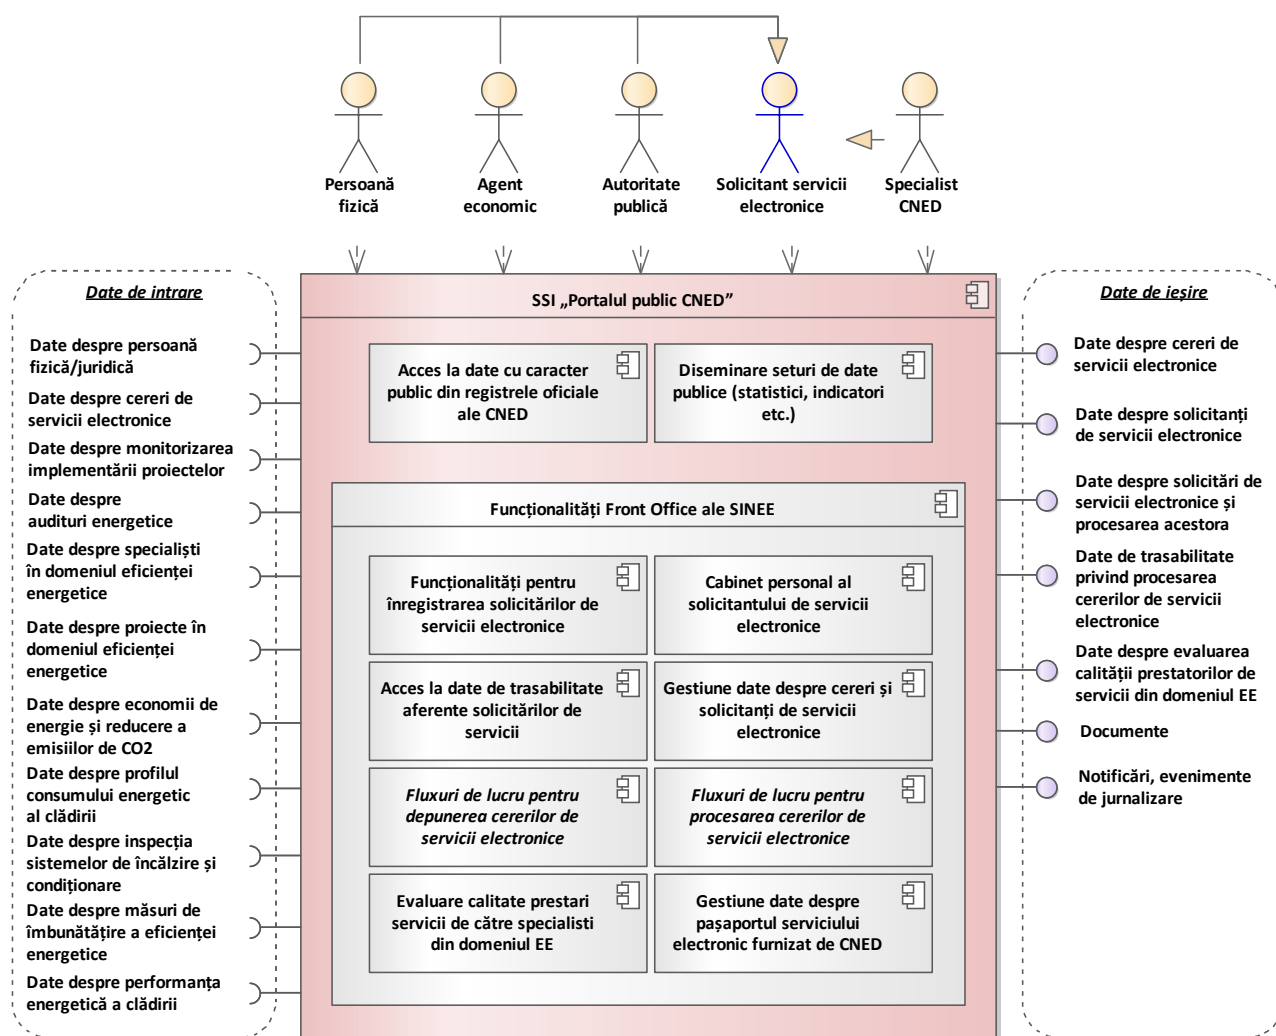 Persoană
fizică
Agent
economic
Autoritate
publică
Solicitant servicii
electronice
Specialist
CNED
Date de intrare
Date despre persoană
fizică/juridică
Date despre cereri de
servicii electronice
Date despre monitorizarea
implementării proiectelor
Date despre
audituri energetice
Date despre specialiști
în domeniul eficienței
energetice
Date despre proiecte în
domeniul eficienței
energetice
Date despre economii de
energie și reducere a
emisiilor de CO2
Date despre profilul
consumului energetic
al clădirii
Date despre inspecția
sistemelor de încălzire și
condiționare
Date despre măsuri de
îmbunătățire a eficienței
energetice
Date despre performanța
energetică a clădirii
SSI „Portalul public CNED”
Acces la date cu caracter
public din registrele oficiale
ale CNED
Diseminare seturi de date
publice (statistici, indicatori
etc.)
Funcționalități Front Office ale SINEE
Funcționalități pentru
înregistrarea solicitărilor de
servicii electronice
Cabinet personal al
solicitantului de servicii
electronice
Acces la date de trasabilitate
aferente solicitărilor de
servicii
Gestiune date despre cereri și
solicitanți de servicii
electronice
Fluxuri de lucru pentru
depunerea cererilor de
servicii electronice
Fluxuri de lucru pentru
procesarea cererilor de
servicii electronice
Evaluare calitate prestari
servicii de către specialisti
din domeniul EE
Gestiune date despre
pașaportul serviciului
electronic furnizat de CNED
Date de ieșire
Date despre cereri de
servicii electronice
Date despre solicitanți
de servicii electronice
Date despre solicitări de
servicii electronice și
procesarea acestora
Date de trasabilitate
privind procesarea
cererilor de servicii
electronice
Date despre evaluarea
calității prestatorilor de
servicii din domeniul EE
Documente
Notificări, evenimente
de jurnalizare